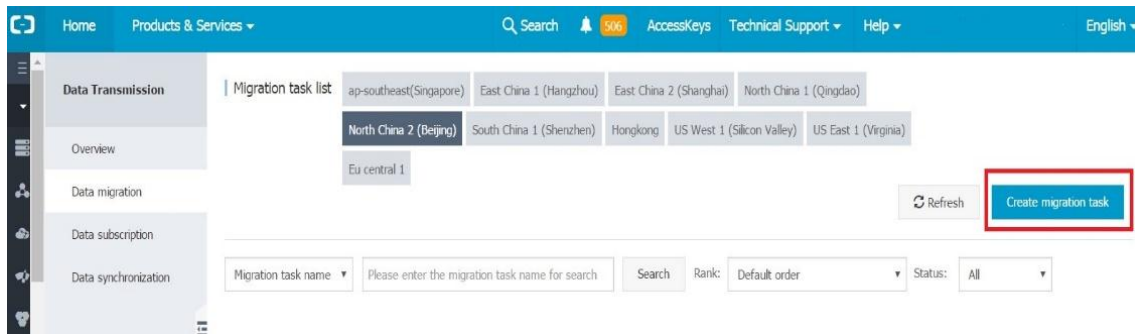 Home Products & Services Search 506 AccessKeys Technical Support Help English
Data Transmission
Overview
Data migration
Data subscription
Data synchronization
Migration task list ap-southeast(Singapore) East China 1 (Hangzhou) East China 2 (Shanghai) North China 1 (Qingdao)
North China 2 (Beijing) South China 1 (Shenzhen) Hongkong US West 1 (Silicon Valley) US East 1 (Virginia)
Eu central 1
Refresh Create migration task
Migration task name Please enter the migration task name for search Search Rank: Default order Status: All